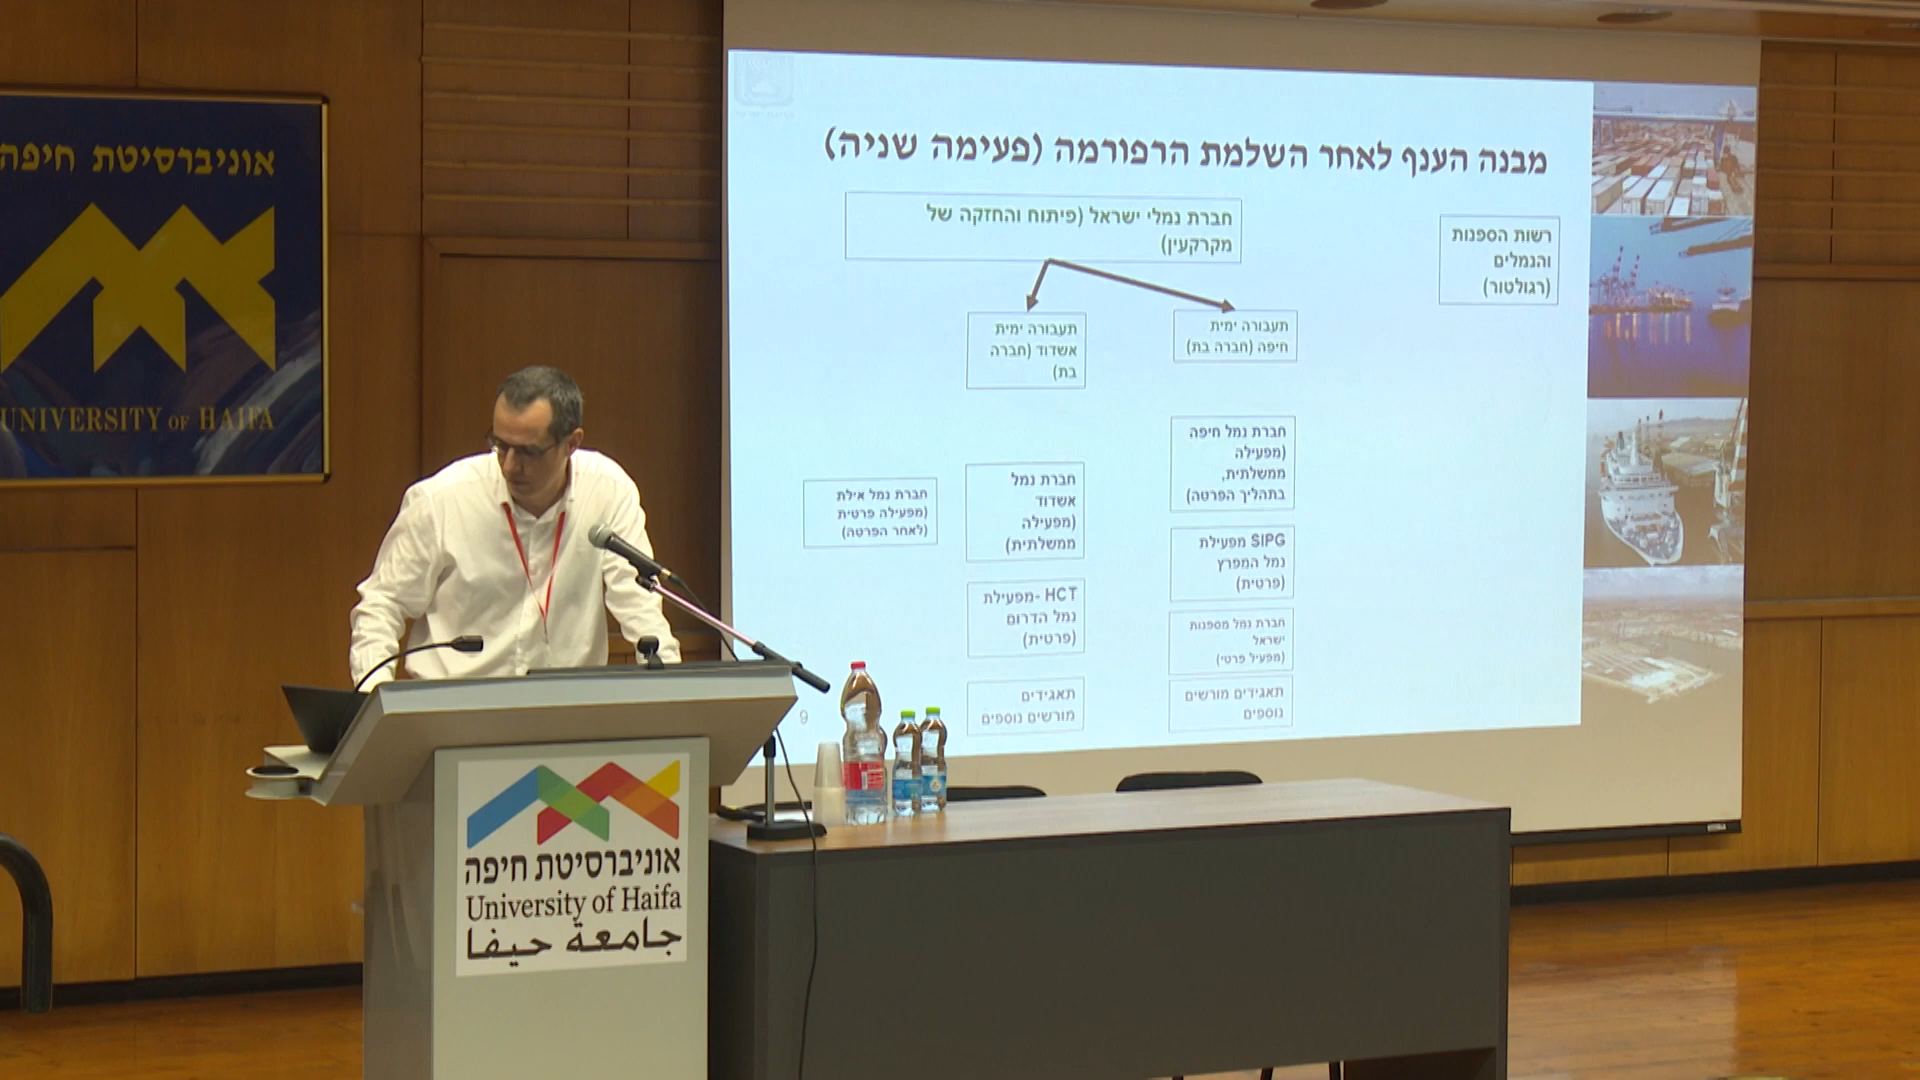 אוניברסיטת חיפה
UNIVERSITY OF HAIFA
מבנה הענף לאחר השלמת הרפורמה (פעימה שניה)
חברת נמלי ישראל (פיתוח והחזקה של
מקרקעין)
רשות הספנות
והנמלים
(רגולטור)
תעבורה ימית
חיפה (חברה בת)
תעבורה ימית
אשדוד (חברה
בת)
חברת נמל חיפה
(מפעילה
ממשלתית,
בתהליך הפרטה)
חברת נמל
אשדוד
(מפעילה
ממשלתית)
חברת נמל אילת
(מפעילה פרטית
לאחר הפרטה)
SIPG מפעילת
נמל המפרץ
(פרטית)
HCT -מפעילת
נמל הדרום
(פרטית)
חברת נמל מספנות
ישראל
(מפעיל פרטי)
תאגידים מורשים
נוספים
תאגידים
מורשים נוספים
9
אוניברסיטת חיפה
University of Haifa
جامعة حيفا